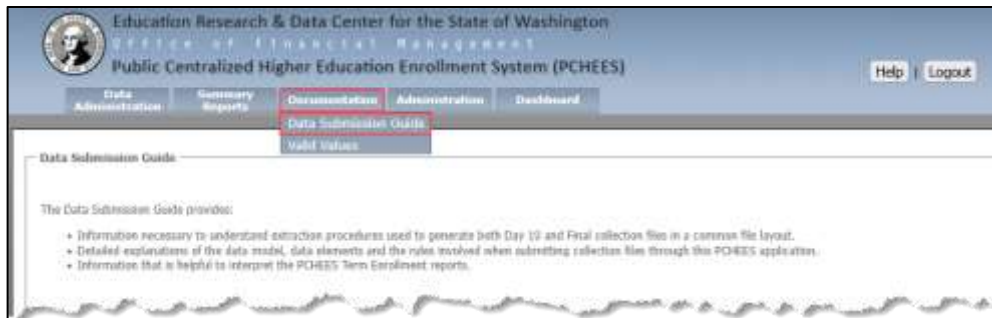 Education Research & Data Center for the State of Washington
Office of Financial Management
Public Centralized Higher Education Enrollment System (PCHEES)
Help | Logout
Data Administration Summary Reports Documentation Administration Dashboard
Data Submission Guide
Valid Values
Data Submission Guide
The Data Submission Guide provides:
• Information necessary to understand extraction procedures used to generate both Day 10 and Final collection files in a common file layout.
• Detailed explanations of the data model, data elements and the rules involved when submitting collection files through this PCHEES application.
• Information that is helpful to interpret the PCHEES Term Enrollment reports.